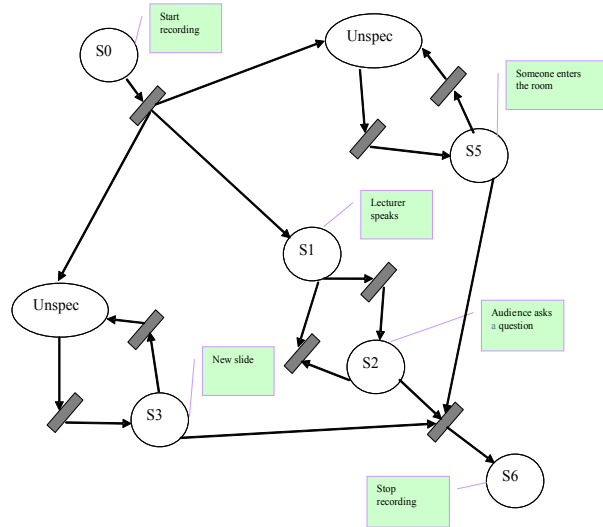 Start
recording
S0
Unspec
Someone enters
the room
S5
Lecturer
speaks
S1
Unspec
Audience asks
a question
New slide
S2
S3
Stop
recording
S6